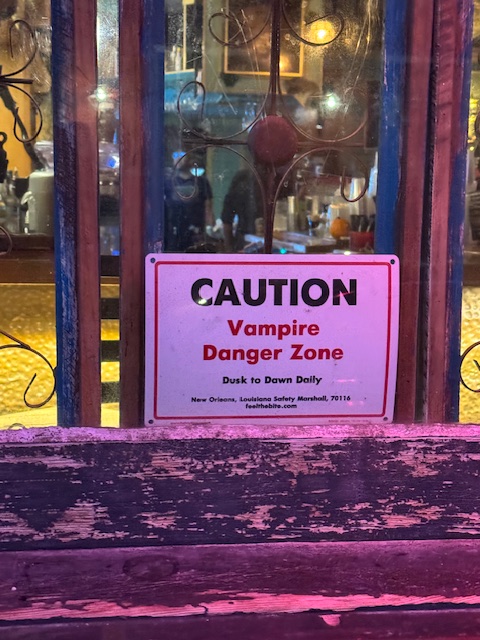 CAUTION
Vampire
Danger Zone
Dusk to Dawn Daily
New Orleans, Louisiana Safety Marshall, 70116
feelthebite.com